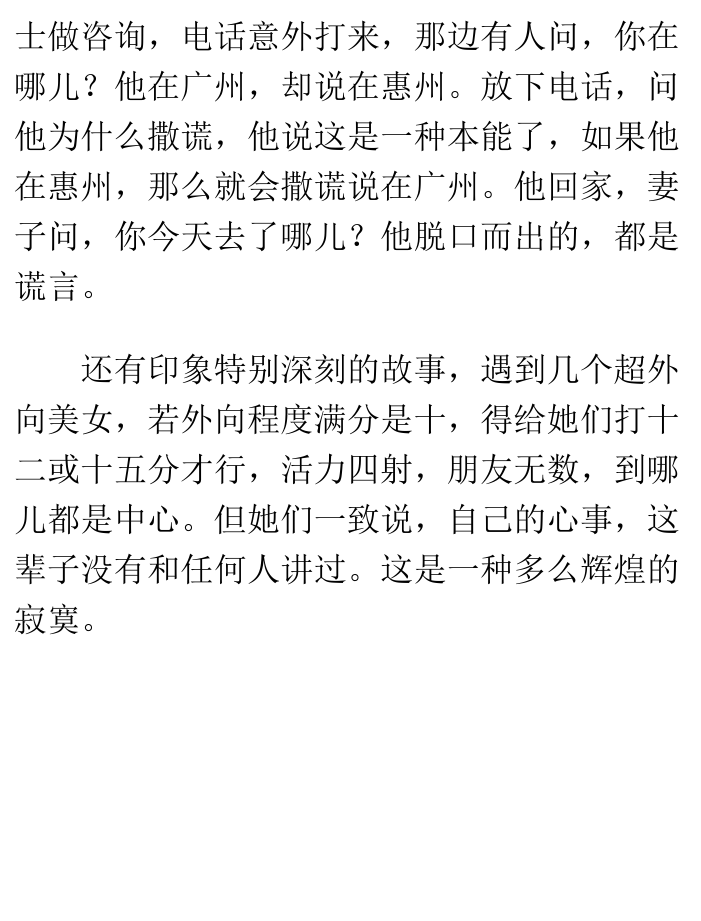 士做咨询，电话意外打来，那边有人问，你在
哪儿？他在广州，却说在惠州。放下电话，问
他为什么撒谎，他说这是一种本能了，如果他
在惠州，那么就会撒谎说在广州。他回家，妻
子问，你今天去了哪儿？他脱口而出的，都是
谎言。
还有印象特别深刻的故事，遇到几个超外
向美女，若外向程度满分是十，得给她们打十
二或十五分才行，活力四射，朋友无数，到哪
儿都是中心。但她们一致说，自己的心事，这
辈子没有和任何人讲过。这是一种多么辉煌的
寂寞。